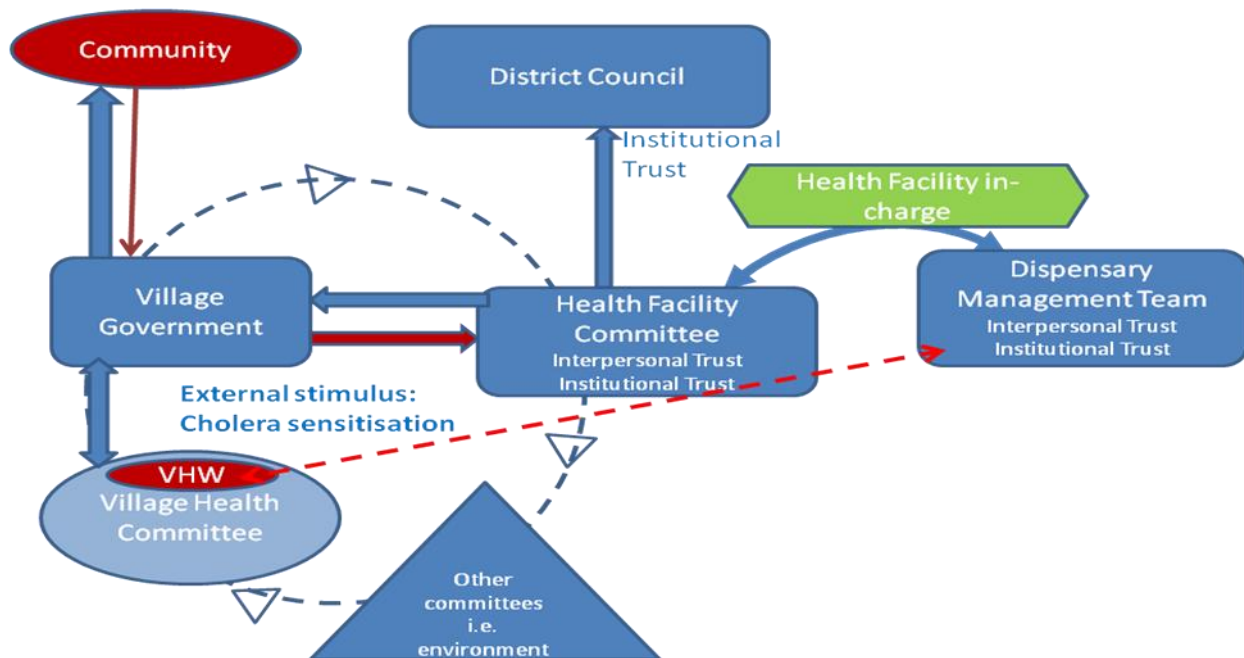 Community
District Council
Institutional
Trust
Health Facility in-
charge
Village
Government
Health Facility
Committee
Interpersonal Trust
Institutional Trust
Dispensary
Management Team
Interpersonal Trust
Institutional Trust
External stimulus:
Cholera sensitisation
VHW
Village Health
Committee
Other
committees
i.e.
environment